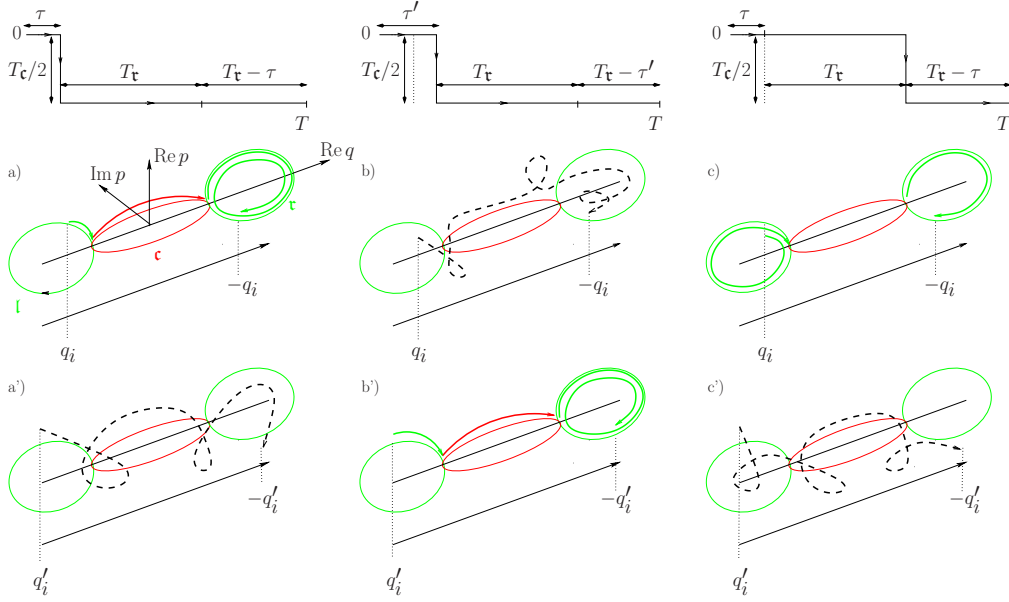 τ τ′ τ
0 0 0
T𝔠/2 T𝔯 T𝔯 − τ T𝔠/2 T𝔯 T𝔯 − τ′ T𝔠/2 T𝔯 T𝔯 − τ
T T T
a) Im p Re p Re q b) c)
𝔯
𝔠
−q_i −q_i −q_i
𝔩
q_i q_i q_i
a') b') c')
−q′_i −q′_i −q′_i
q′_i q′_i q′_i